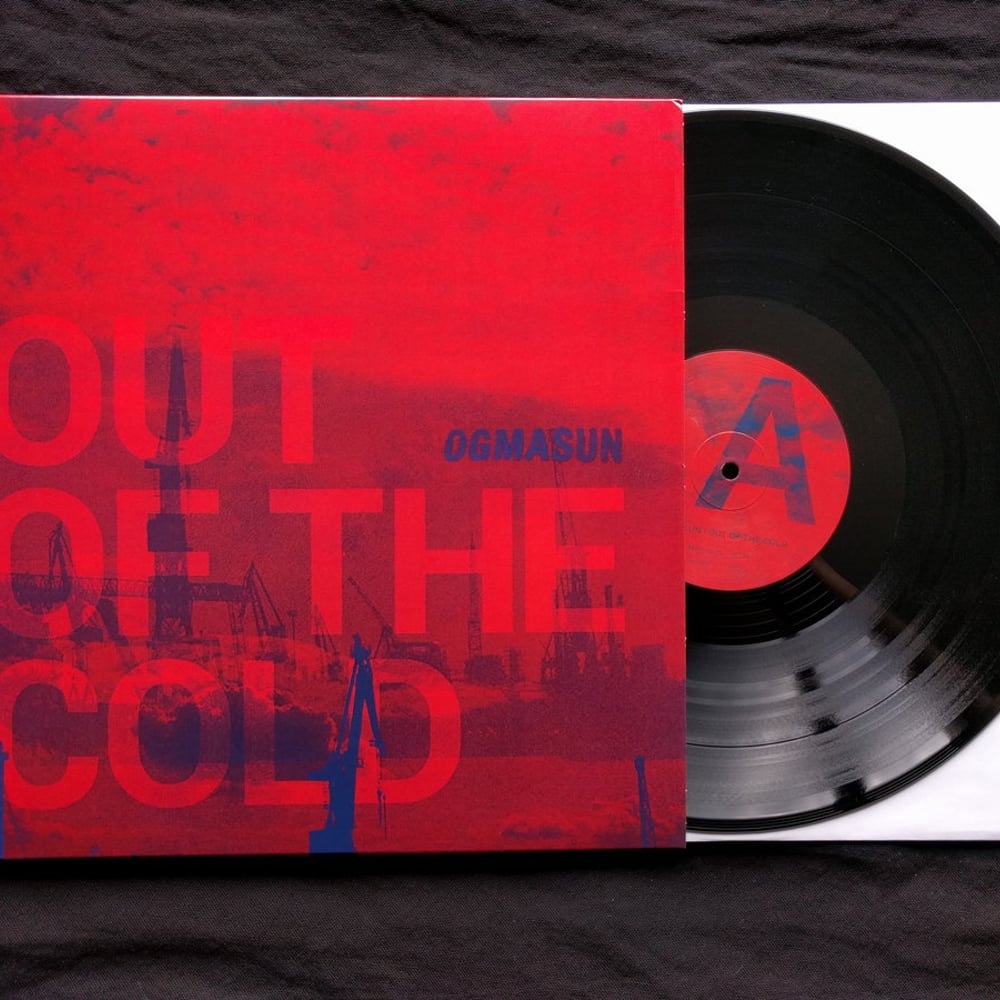 OUT
OGMASUN
OF THE
COLD
A
OUT OF THE COLD